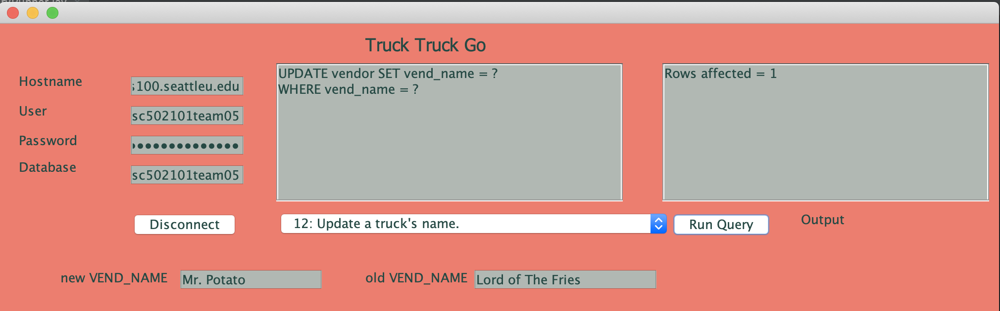 Truck Truck Go
Hostname
s100.seattleu.edu
User
sc502101team05
Password
Database
sc502101team05
UPDATE vendor SET vend_name = ?
WHERE vend_name = ?
Rows affected = 1
Disconnect
12: Update a truck's name.
Run Query
Output
new VEND_NAME
Mr. Potato
old VEND_NAME
Lord of The Fries